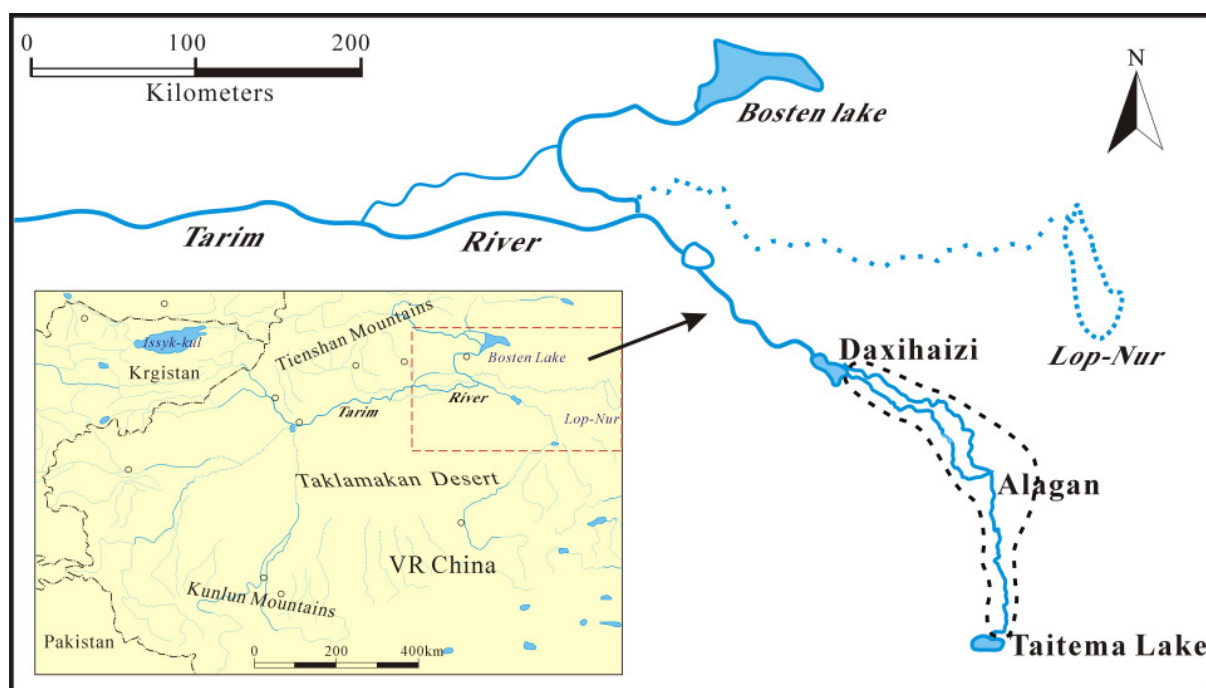 0 100 200
Kilometers
N
Bosten lake
Tarim River
Daxihaizi
Lop-Nur
Alagan
Taitema Lake
Issyk-kul
Krgistan
Tienshan Mountains
Bosten Lake
Tarim River
Lop-Nur
Taklamakan Desert
VR China
Kunlun Mountains
Pakistan
0 200 400km